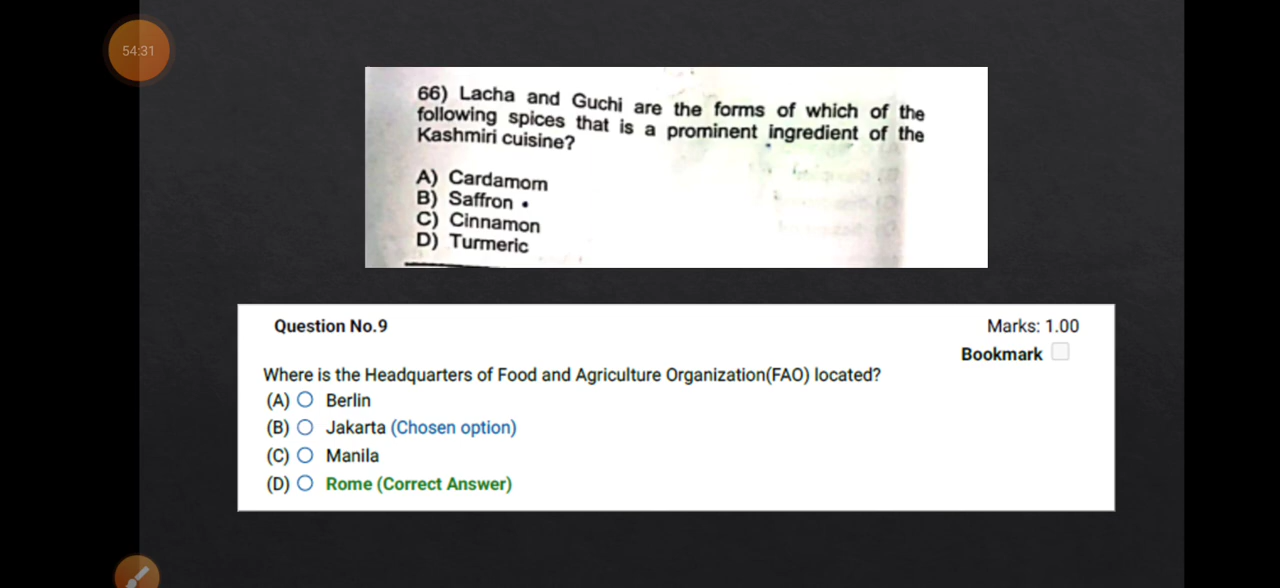 54:31
66) Lacha and Guchi are the forms of which of the
following spices that is a prominent ingredient of the
Kashmiri cuisine?
A) Cardamom
B) Saffron
C) Cinnamon
D) Turmeric
Question No.9
Marks: 1.00
Bookmark
Where is the Headquarters of Food and Agriculture Organization(FAO) located?
(A) Berlin
(B) Jakarta (Chosen option)
(C) Manila
(D) Rome (Correct Answer)